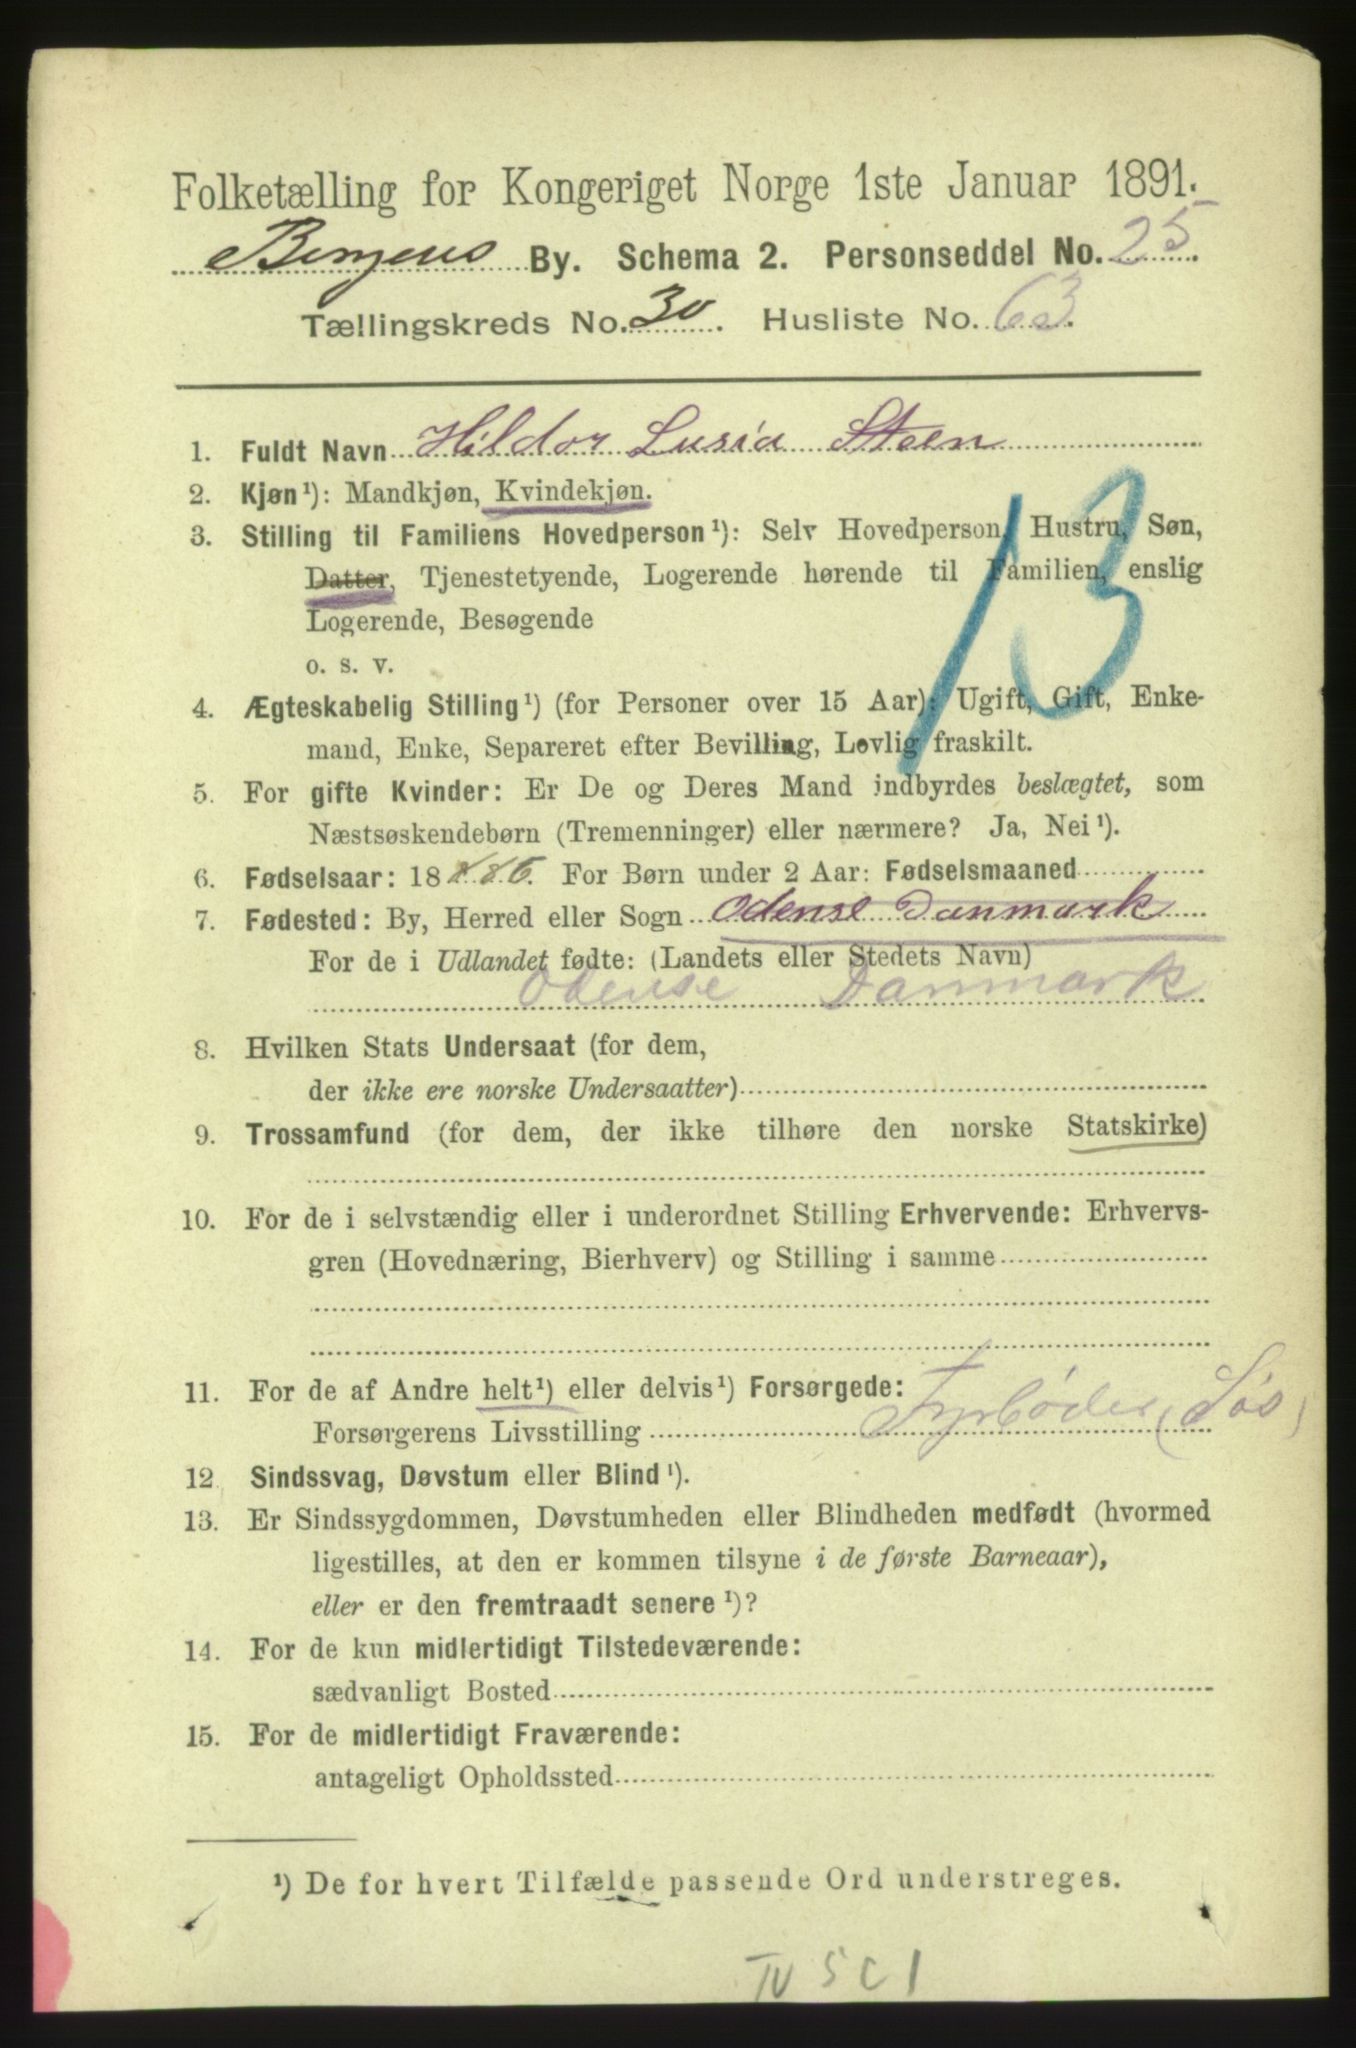 Folketælling for Kongeriget Norge 1ste Januar 1891.
Bergens By. Schema 2. Personseddel No. 25.
Tællingskreds No. 30. Husliste No. 63.
1. Fuldt Navn Hildor Lusia Steen
2. Kjøn¹): Mandkjøn, Kvindekjøn.
3. Stilling til Familiens Hovedperson¹): Selv Hovedperson, Hustru, Søn,
Datter, Tjenestetyende, Logerende hørende til Familien, enslig
Logerende, Besøgende
o. s. v.
13
4. Ægteskabelig Stilling¹) (for Personer over 15 Aar): Ugift, Gift, Enke-
mand, Enke, Separeret efter Bevilling, Lovlig fraskilt.
5. For gifte Kvinder: Er De og Deres Mand indbyrdes beslægtet, som
Næstsøskendebørn (Tremenninger) eller nærmere? Ja, Nei¹).
6. Fødselsaar: 18 86. For Børn under 2 Aar: Fødselsmaaned
7. Fødested: By, Herred eller Sogn Odense Danmark
For de i Udlandet fødte: (Landets eller Stedets Navn)
Odense Danmark
8. Hvilken Stats Undersaat (for dem,
der ikke ere norske Undersaatter)
9. Trossamfund (for dem, der ikke tilhøre den norske Statskirke)
10. For de i selvstændig eller i underordnet Stilling Erhvervende: Erhvervs-
gren (Hovednæring, Bierhverv) og Stilling i samme
11. For de af Andre helt¹) eller delvis¹) Forsørgede:
Forsørgerens Livsstilling Fyrbøder (Søs)
12. Sindssvag, Døvstum eller Blind¹).
13. Er Sindssygdommen, Døvstumheden eller Blindheden medfødt (hvormed
ligestilles, at den er kommen tilsyne i de første Barneaar),
eller er den fremtraadt senere¹)?
14. For de kun midlertidigt Tilstedeværende:
sædvanligt Bosted
15. For de midlertidigt Fraværende:
antageligt Opholdssted
¹) De for hvert Tilfælde passende Ord understreges.
IV 5 C 1